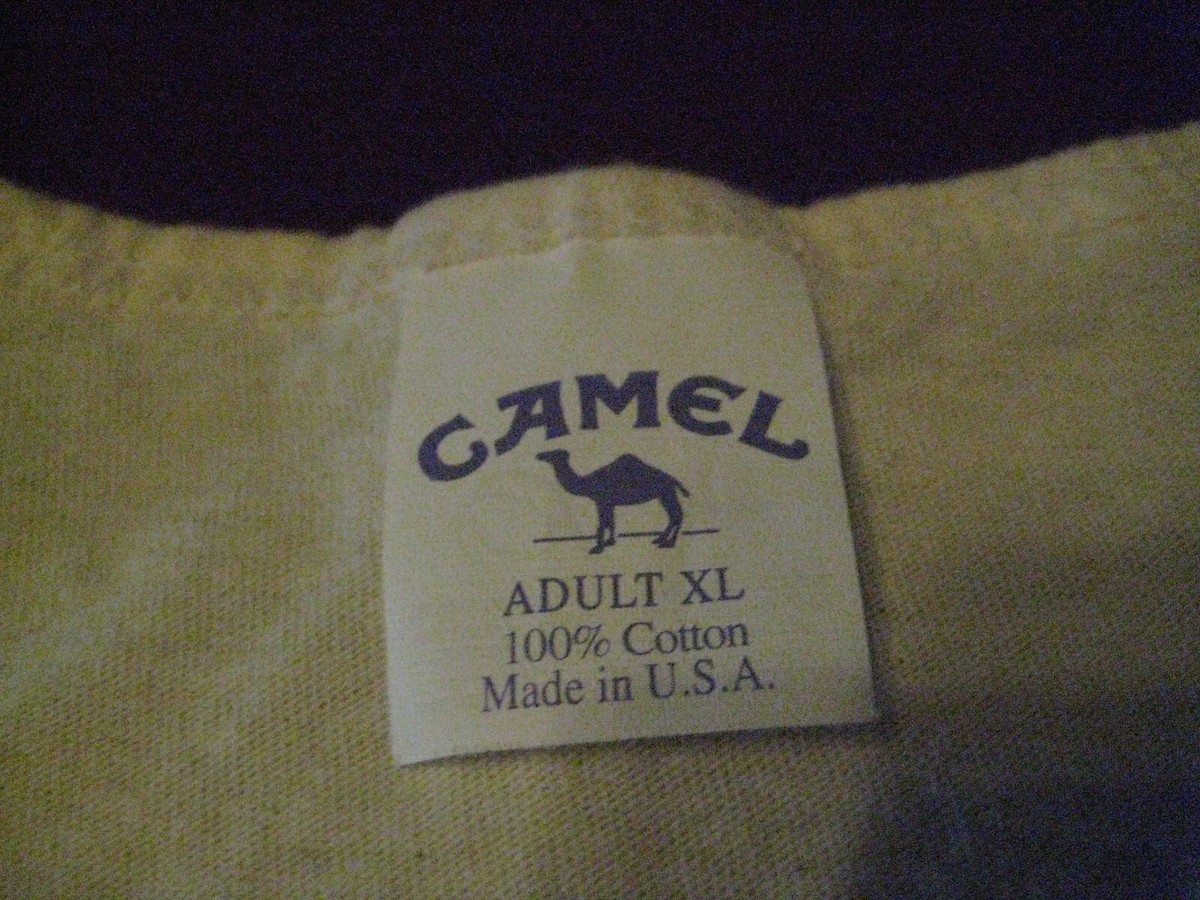 CAMEL
ADULT XL
100% Cotton
Made in U.S.A.